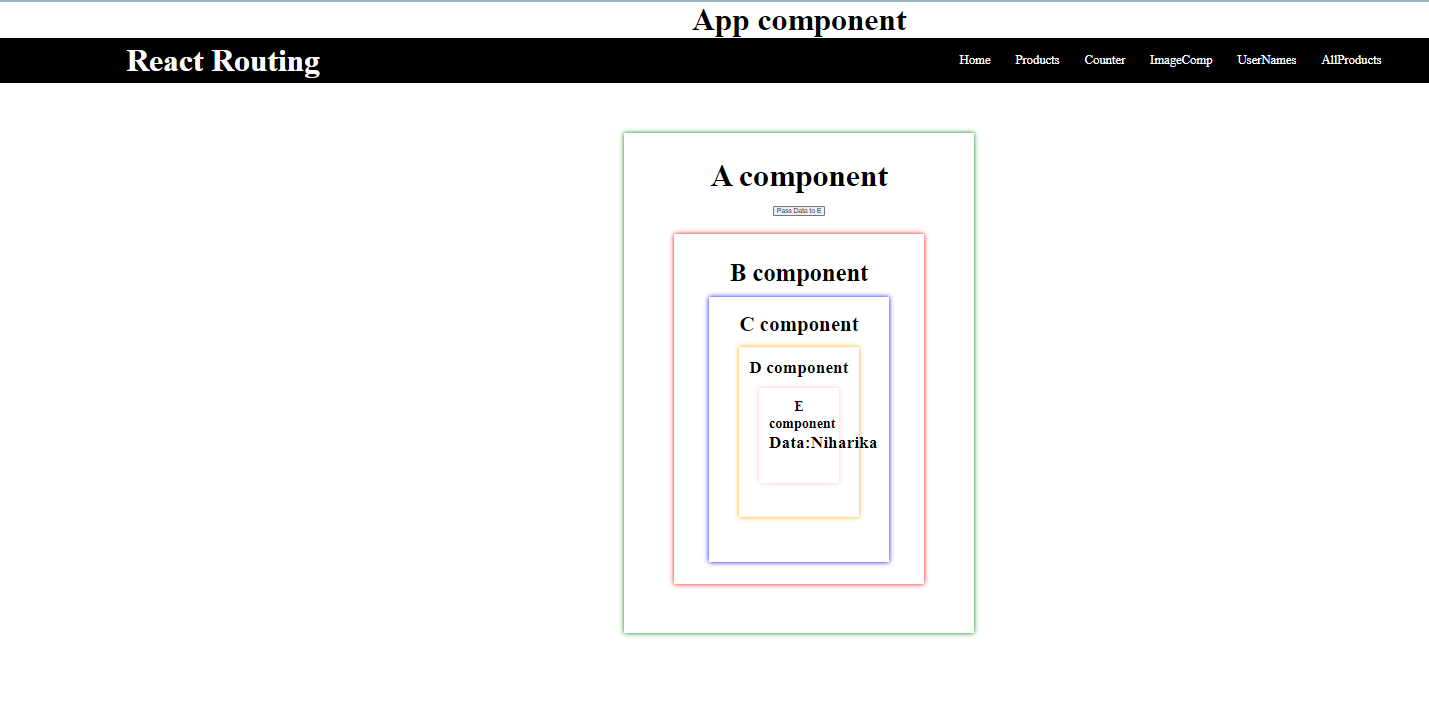 App component
React Routing
Home Products Counter ImageComp UserNames AllProducts
A component
Pass Data to E
B component
C component
D component
E
component
Data:Niharika